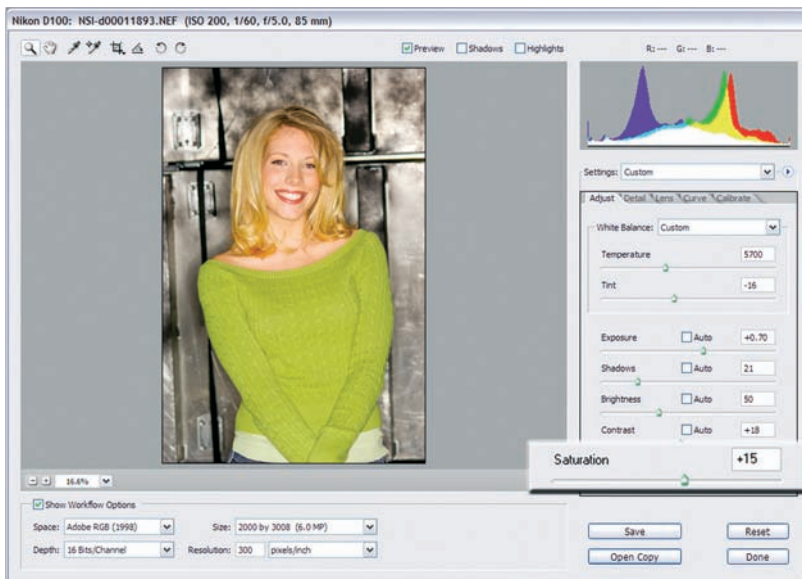 Nikon D100: NSI-d00011893.NEF (ISO 200, 1/60, f/5.0, 85 mm)
Preview Shadows Highlights R: --- G: --- B: ---
Settings: Custom
Adjust Detail Lens Curve Calibrate
White Balance: Custom
Temperature 5700
Tint -16
Exposure Auto +0.70
Shadows Auto 21
Brightness Auto 50
Contrast Auto +18
Saturation +15
16.6%
Show Workflow Options
Space: Adobe RGB (1998) Size: 2000 by 3008 (6.0 MP)
Depth: 16 Bits/Channel Resolution: 300 pixels/inch
Save Reset
Open Copy Done